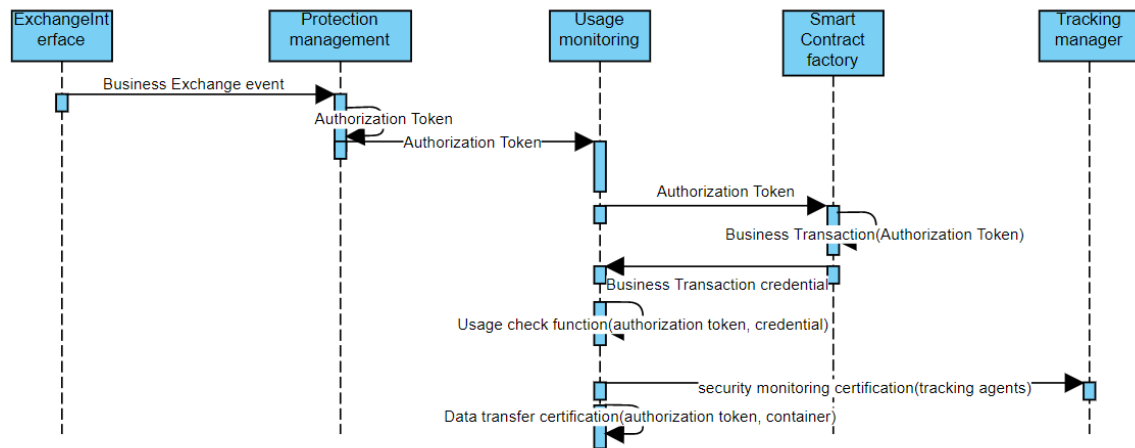 ExchangeInt
erface
Protection
management
Usage
monitoring
Smart
Contract
factory
Tracking
manager
Business Exchange event
Authorization Token
Authorization Token
Authorization Token
Business Transaction(Authorization Token)
Business Transaction credential
Usage check function(authorization token, credential)
security monitoring certification(tracking agents)
Data transfer certification(authorization token, container)